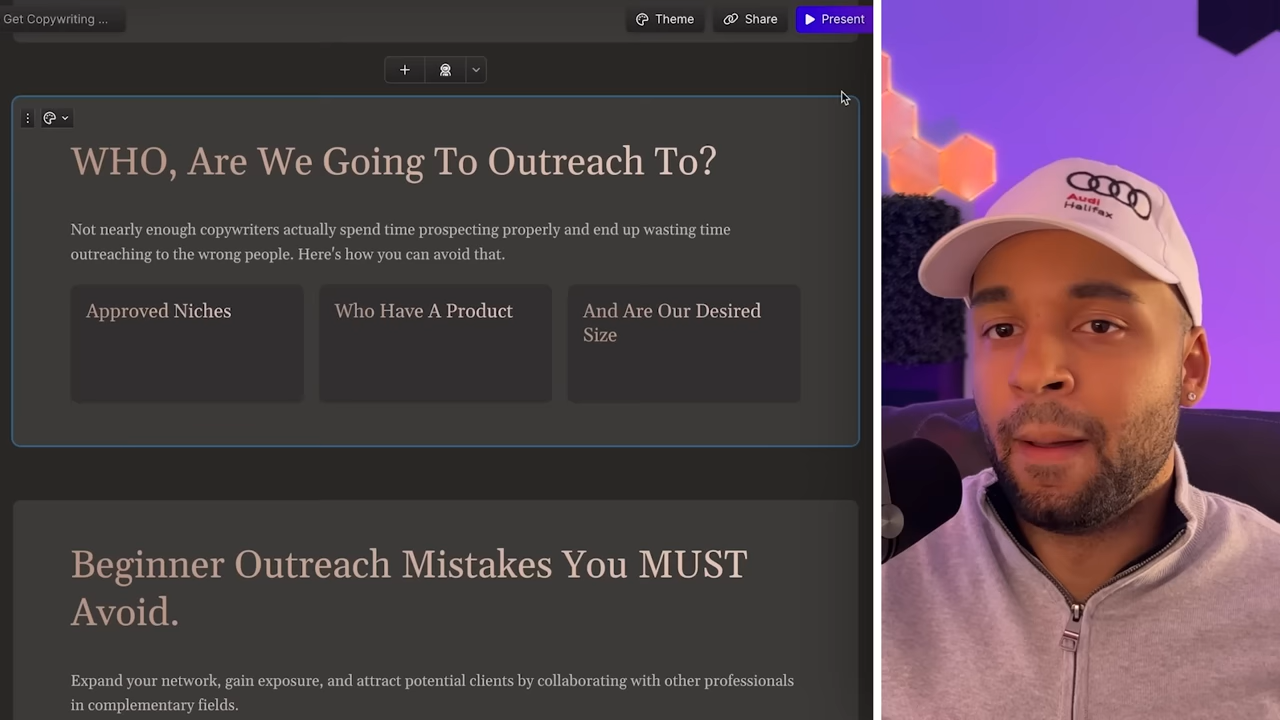 Get Copywriting ...
Theme
Share
Present
WHO, Are We Going To Outreach To?
Not nearly enough copywriters actually spend time prospecting properly and end up wasting time
outreaching to the wrong people. Here's how you can avoid that.
Approved Niches
Who Have A Product
And Are Our Desired
Size
Beginner Outreach Mistakes You MUST
Avoid.
Expand your network, gain exposure, and attract potential clients by collaborating with other professionals
in complementary fields.
Audi
Halifax